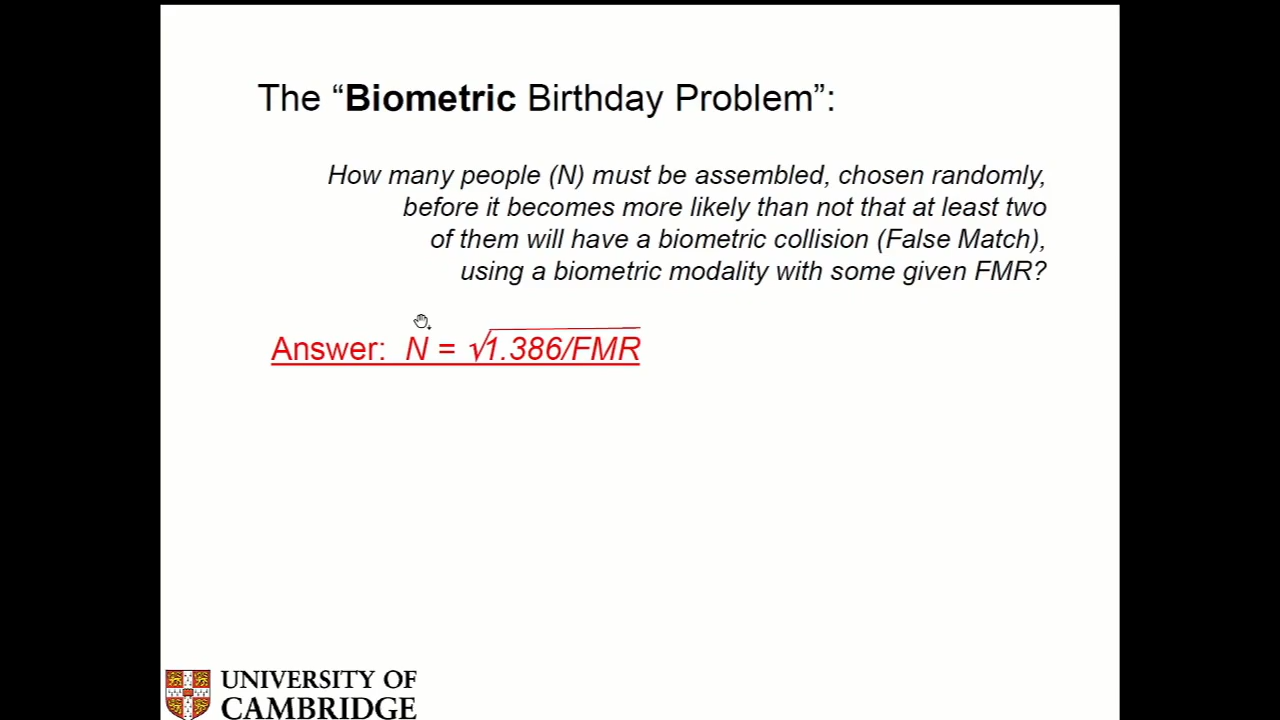 The “Biometric Birthday Problem”:
How many people (N) must be assembled, chosen randomly,
before it becomes more likely than not that at least two
of them will have a biometric collision (False Match),
using a biometric modality with some given FMR?
Answer: N = √1.386/FMR
UNIVERSITY OF
CAMBRIDGE